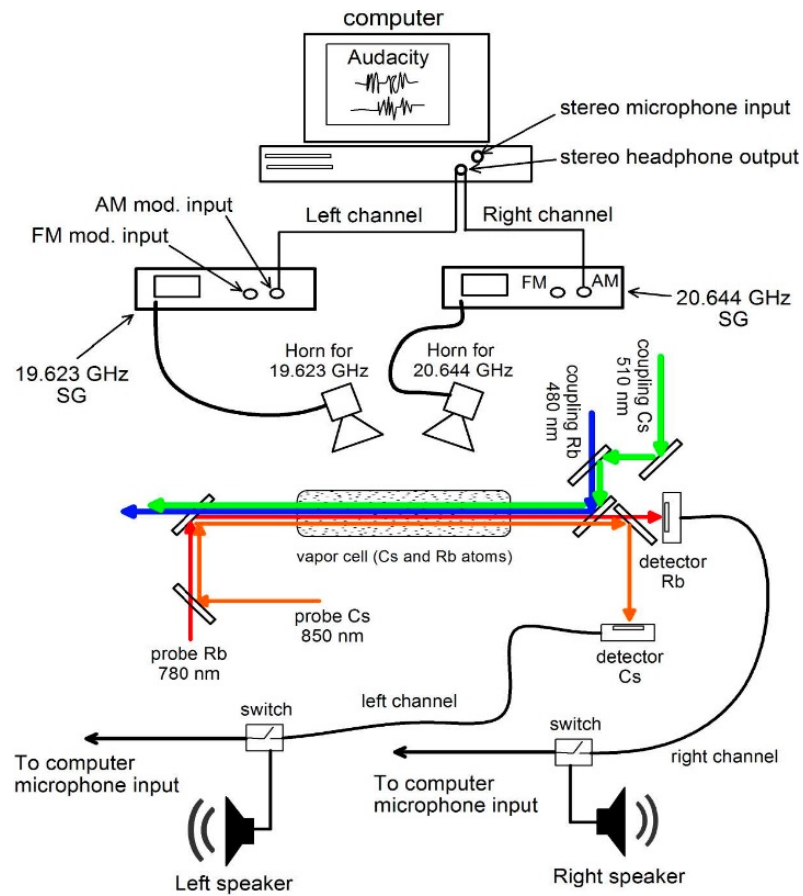 computer
Audacity
stereo microphone input
stereo headphone output
AM mod. input
FM mod. input
Left channel
Right channel
FM
AM
19.623 GHz
SG
20.644 GHz
SG
Horn for
19.623 GHz
Horn for
20.644 GHz
coupling Rb
480 nm
coupling Cs
510 nm
vapor cell (Cs and Rb atoms)
detector
Rb
probe Cs
850 nm
probe Rb
780 nm
detector
Cs
left channel
switch
switch
right channel
To computer
microphone input
To computer
microphone input
Left speaker
Right speaker